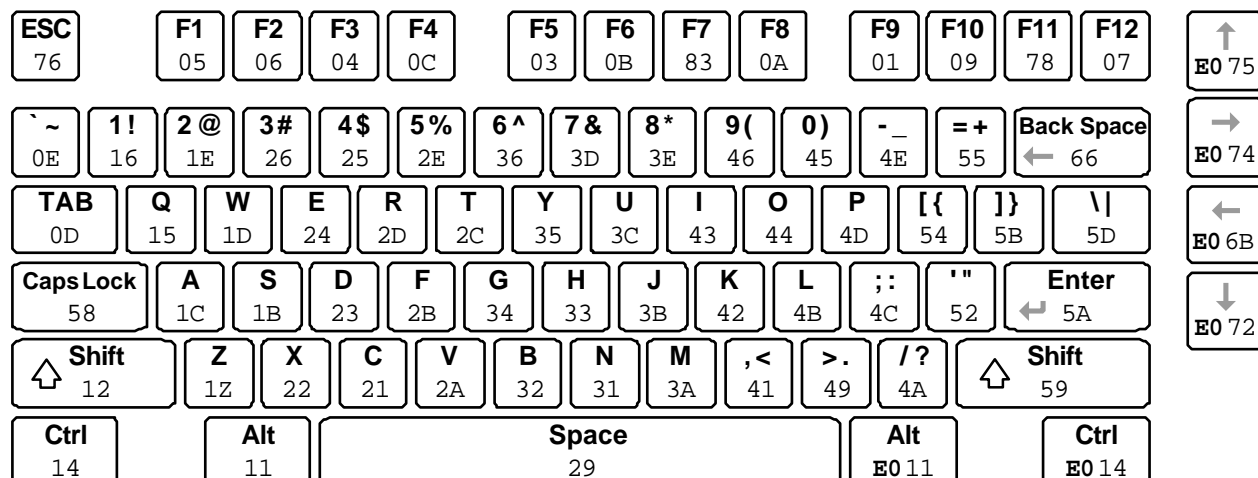 ESC F1 F2 F3 F4 F5 F6 F7 F8 F9 F10 F11 F12 ↑
76 05 06 04 0C 03 0B 83 0A 01 09 78 07 E0 75
` ~ 1 ! 2 @ 3 # 4 $ 5 % 6 ^ 7 & 8 * 9 ( 0 ) - _ = + Back Space →
0E 16 1E 26 25 2E 36 3D 3E 46 45 4E 55 ← 66 E0 74
TAB Q W E R T Y U I O P [ { ] } \ | ←
0D 15 1D 24 2D 2C 35 3C 43 44 4D 54 5B 5D E0 6B
Caps Lock A S D F G H J K L ; : ' " Enter ↓
58 1C 1B 23 2B 34 33 3B 42 4B 4C 52 ↵ 5A E0 72
Shift Z X C V B N M , < > . / ? Shift
12 1Z 22 21 2A 32 31 3A 41 49 4A 59
Ctrl Alt Space Alt Ctrl
14 11 29 E0 11 E0 14